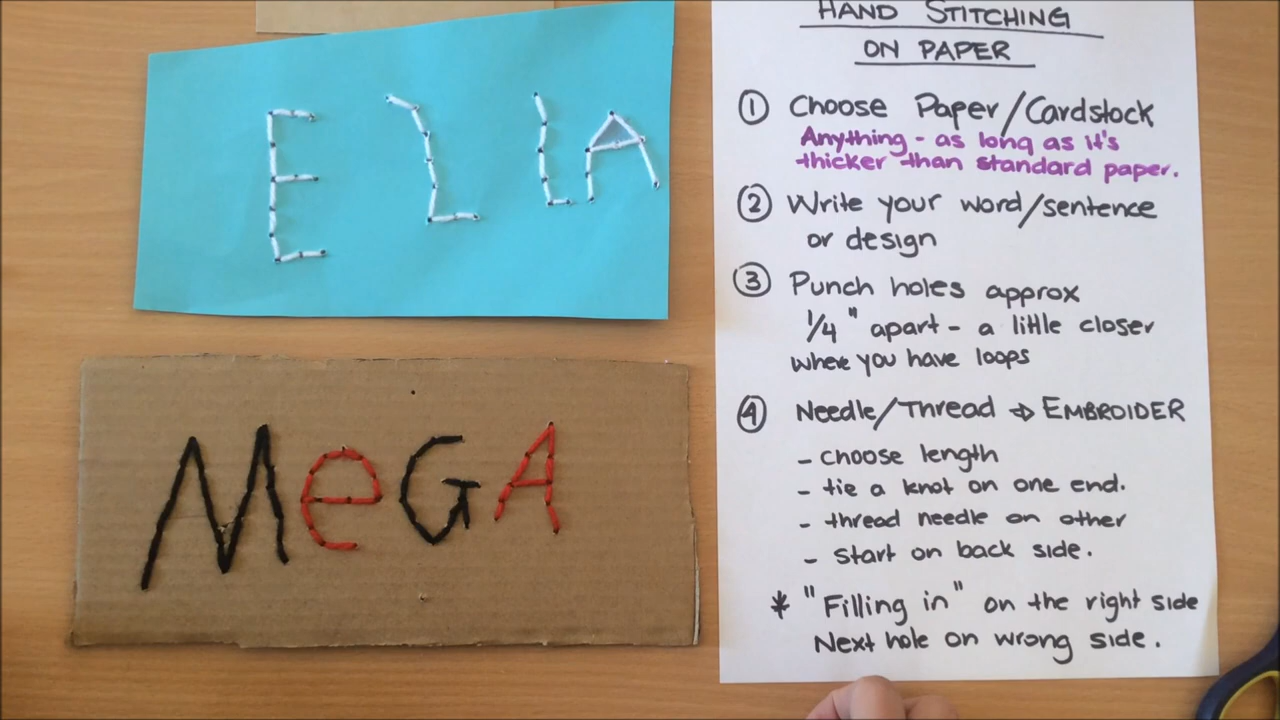 ELLA
MeGA
HAND STITCHING
ON PAPER
① Choose Paper/Cardstock
Anything - as long as it's
thicker than standard paper.
② Write your word/sentence
or design
③ Punch holes approx
1/4" apart - a little closer
where you have loops
④ Needle/Thread → EMBROIDER
- choose length
- tie a knot on one end.
- thread needle on other
- start on back side.
* "Filling in" on the right side
Next hole on wrong side.